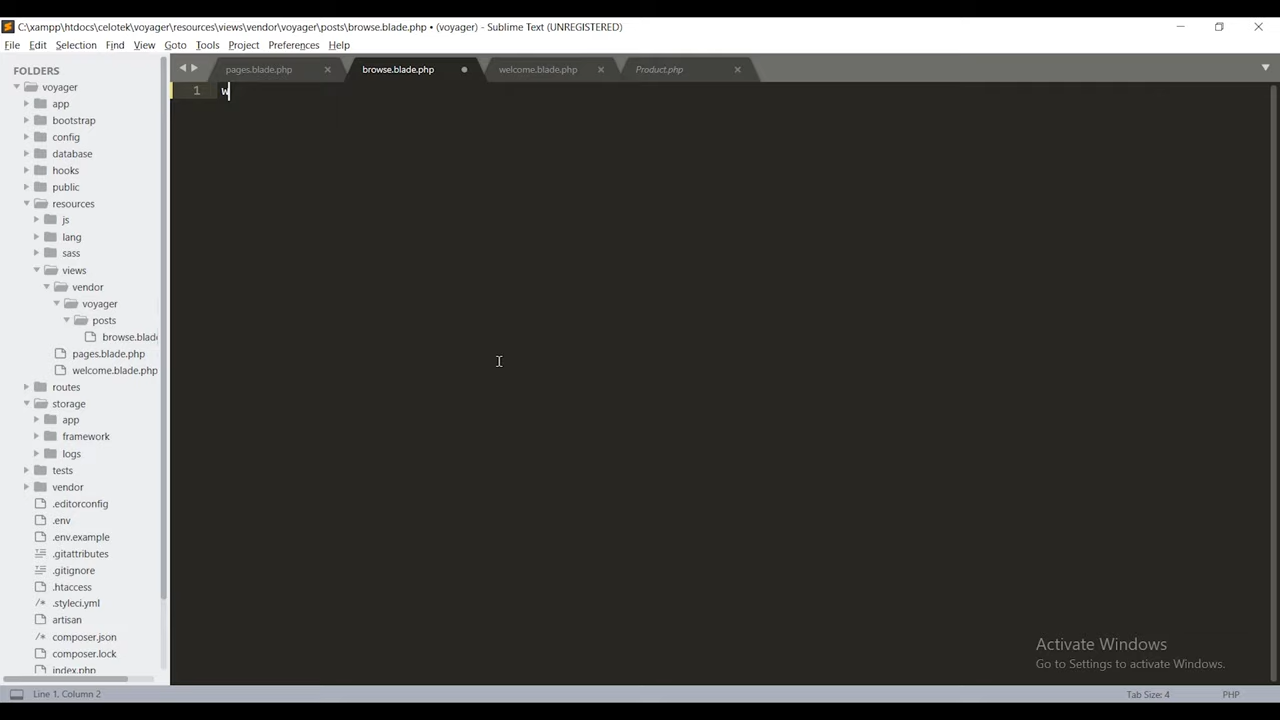 C:\xampp\htdocs\celotek\voyager\resources\views\vendor\voyager\posts\browse.blade.php • (voyager) - Sublime Text (UNREGISTERED)
File Edit Selection Find View Goto Tools Project Preferences Help
FOLDERS
voyager
app
bootstrap
config
database
hooks
public
resources
js
lang
sass
views
vendor
voyager
posts
browse.blade
pages.blade.php
welcome.blade.php
routes
storage
app
framework
logs
tests
vendor
.editorconfig
.env
.env.example
.gitattributes
.gitignore
.htaccess
.styleci.yml
artisan
composer.json
composer.lock
index.php
pages.blade.php browse.blade.php welcome.blade.php Product.php
1 w
Activate Windows
Go to Settings to activate Windows.
Line 1, Column 2 Tab Size: 4 PHP